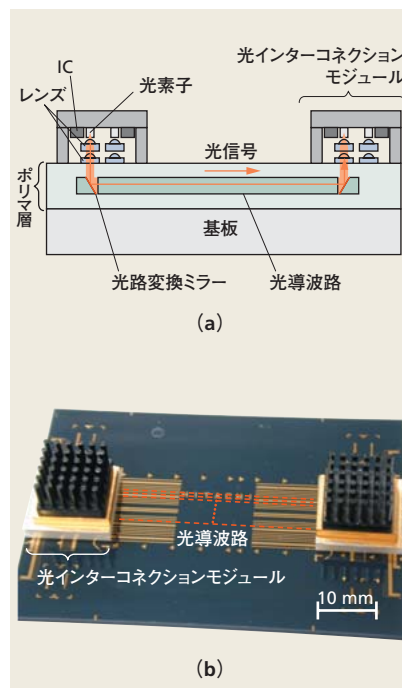 光インターコネクション
モジュール
IC
レンズ
光素子
光信号
ポリマ層
基板
光路変換ミラー
光導波路
(a)
光導波路
光インターコネクションモジュール
10 mm
(b)